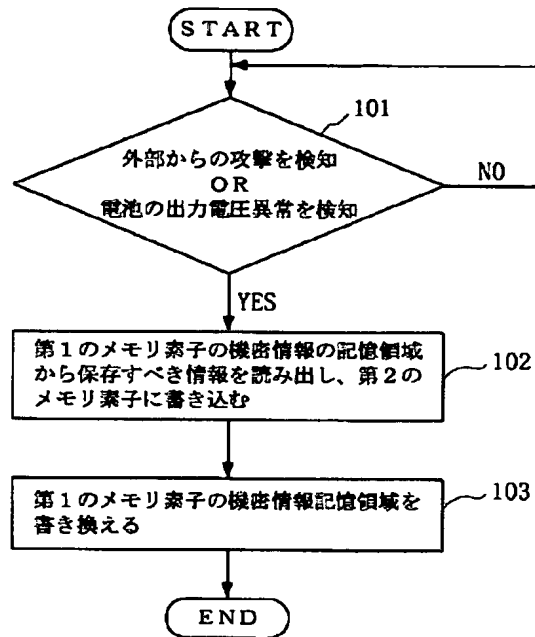 START
101
外部からの攻撃を検知
OR
電池の出力電圧異常を検知
NO
YES
第1のメモリ素子の機密情報の記憶領域
から保存すべき情報を読み出し、第2の
メモリ素子に書き込む
102
第1のメモリ素子の機密情報記憶領域を
書き換える
103
END